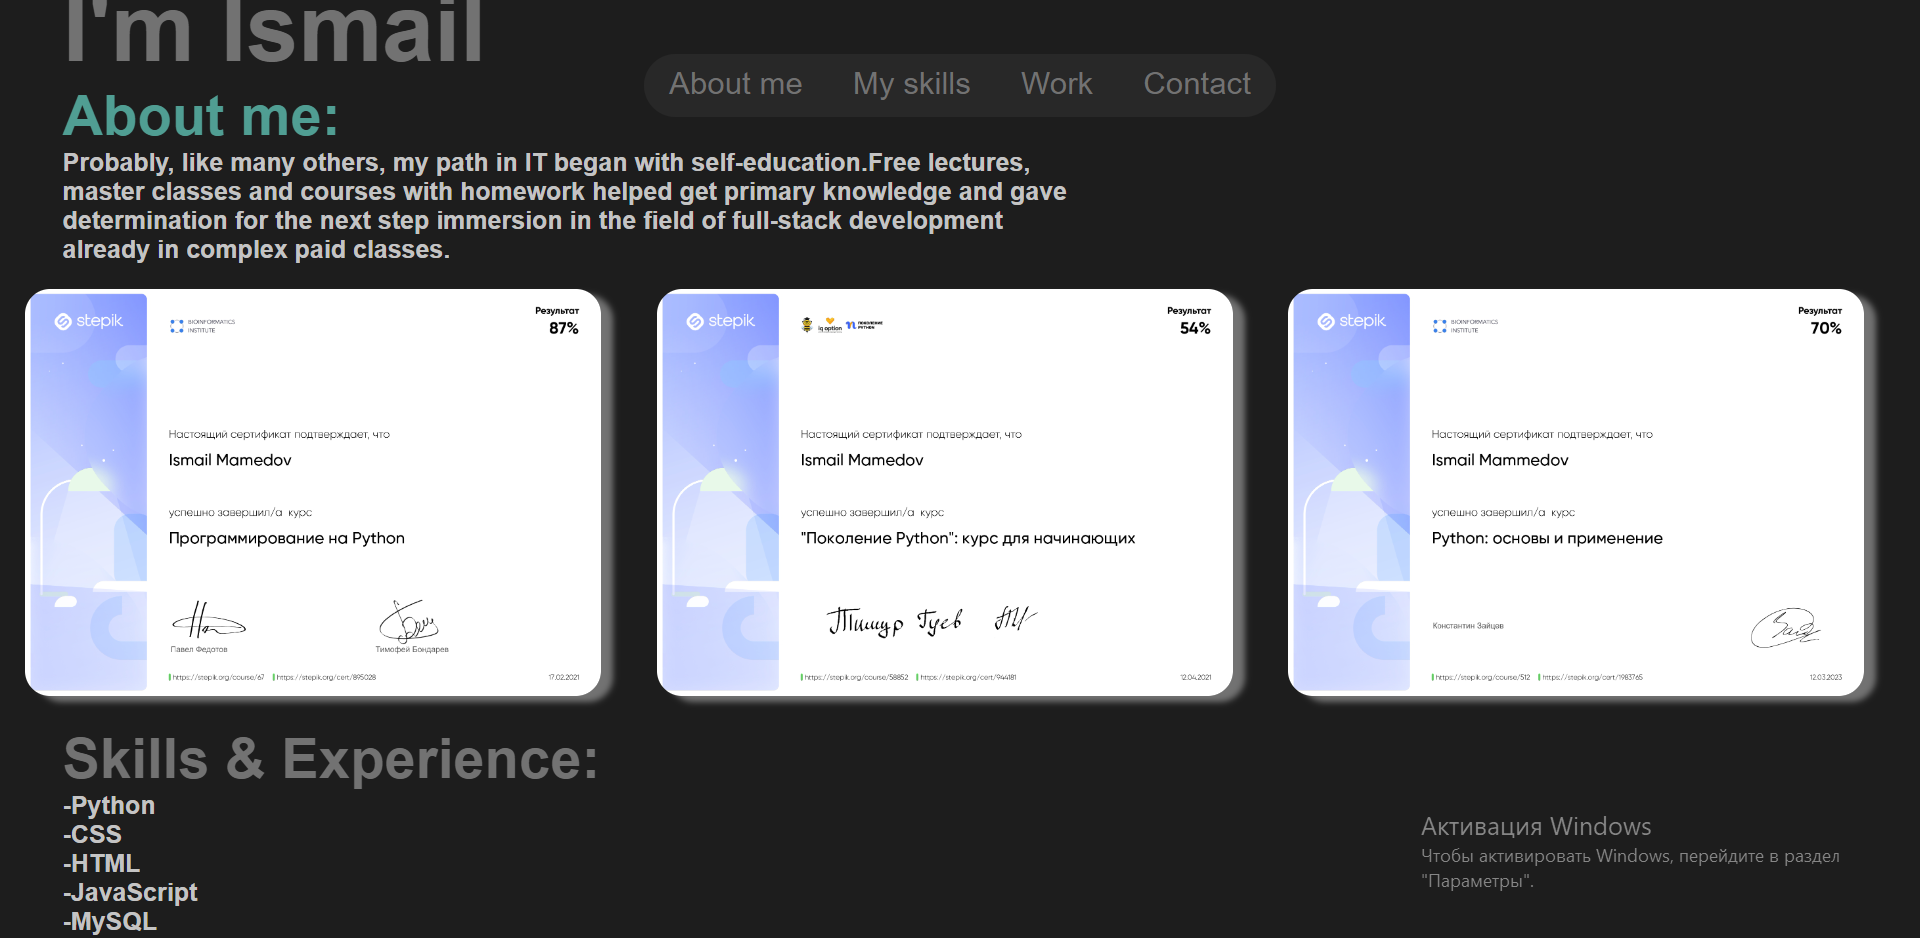 I'm Ismail
About me My skills Work Contact
About me:
Probably, like many others, my path in IT began with self-education.Free lectures,
master classes and courses with homework helped get primary knowledge and gave
determination for the next step immersion in the field of full-stack development
already in complex paid classes.
stepik
BIOINFORMATICS
INSTITUTE
Результат
87%
Настоящий сертификат подтверждает, что
Ismail Mamedov
успешно завершил/а курс
Программирование на Python
Павел Федотов
Тимофей Бондарев
https://stepik.org/course/67 https://stepik.org/cert/895028
17.02.2021
stepik
iq option
ПОКОЛЕНИЕ
PYTHON
Результат
54%
Настоящий сертификат подтверждает, что
Ismail Mamedov
успешно завершил/а курс
"Поколение Python": курс для начинающих
Тимур Гуев
https://stepik.org/course/58852 https://stepik.org/cert/944181
12.04.2021
stepik
BIOINFORMATICS
INSTITUTE
Результат
70%
Настоящий сертификат подтверждает, что
Ismail Mammedov
успешно завершил/а курс
Python: основы и применение
Константин Зайцев
https://stepik.org/course/512 https://stepik.org/cert/1983765
12.03.2023
Skills & Experience:
-Python
-CSS
-HTML
-JavaScript
-MySQL
Активация Windows
Чтобы активировать Windows, перейдите в раздел
"Параметры".